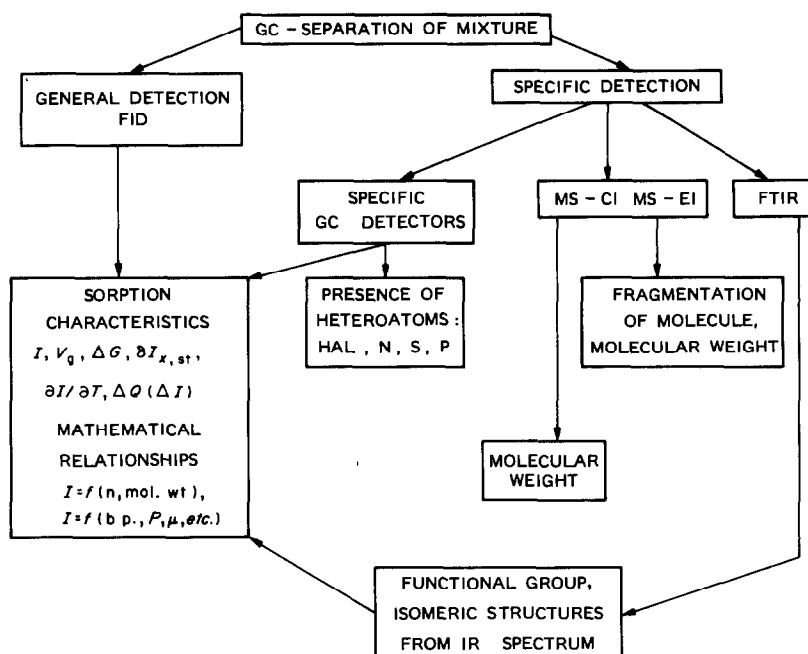 GC - SEPARATION OF MIXTURE
GENERAL DETECTION
FID
SPECIFIC DETECTION
SPECIFIC
GC DETECTORS
MS - CI MS - EI
FTIR
SORPTION
CHARACTERISTICS
I, Vg, ΔG, δIx,st,
∂I/∂T, ΔQ(ΔI)
MATHEMATICAL
RELATIONSHIPS
I=f(n,mol. wt),
I=f(b p., P, μ, etc.)
PRESENCE OF
HETEROATOMS :
HAL , N, S, P
FRAGMENTATION
OF MOLECULE,
MOLECULAR WEIGHT
MOLECULAR
WEIGHT
FUNCTIONAL GROUP,
ISOMERIC STRUCTURES
FROM IR SPECTRUM